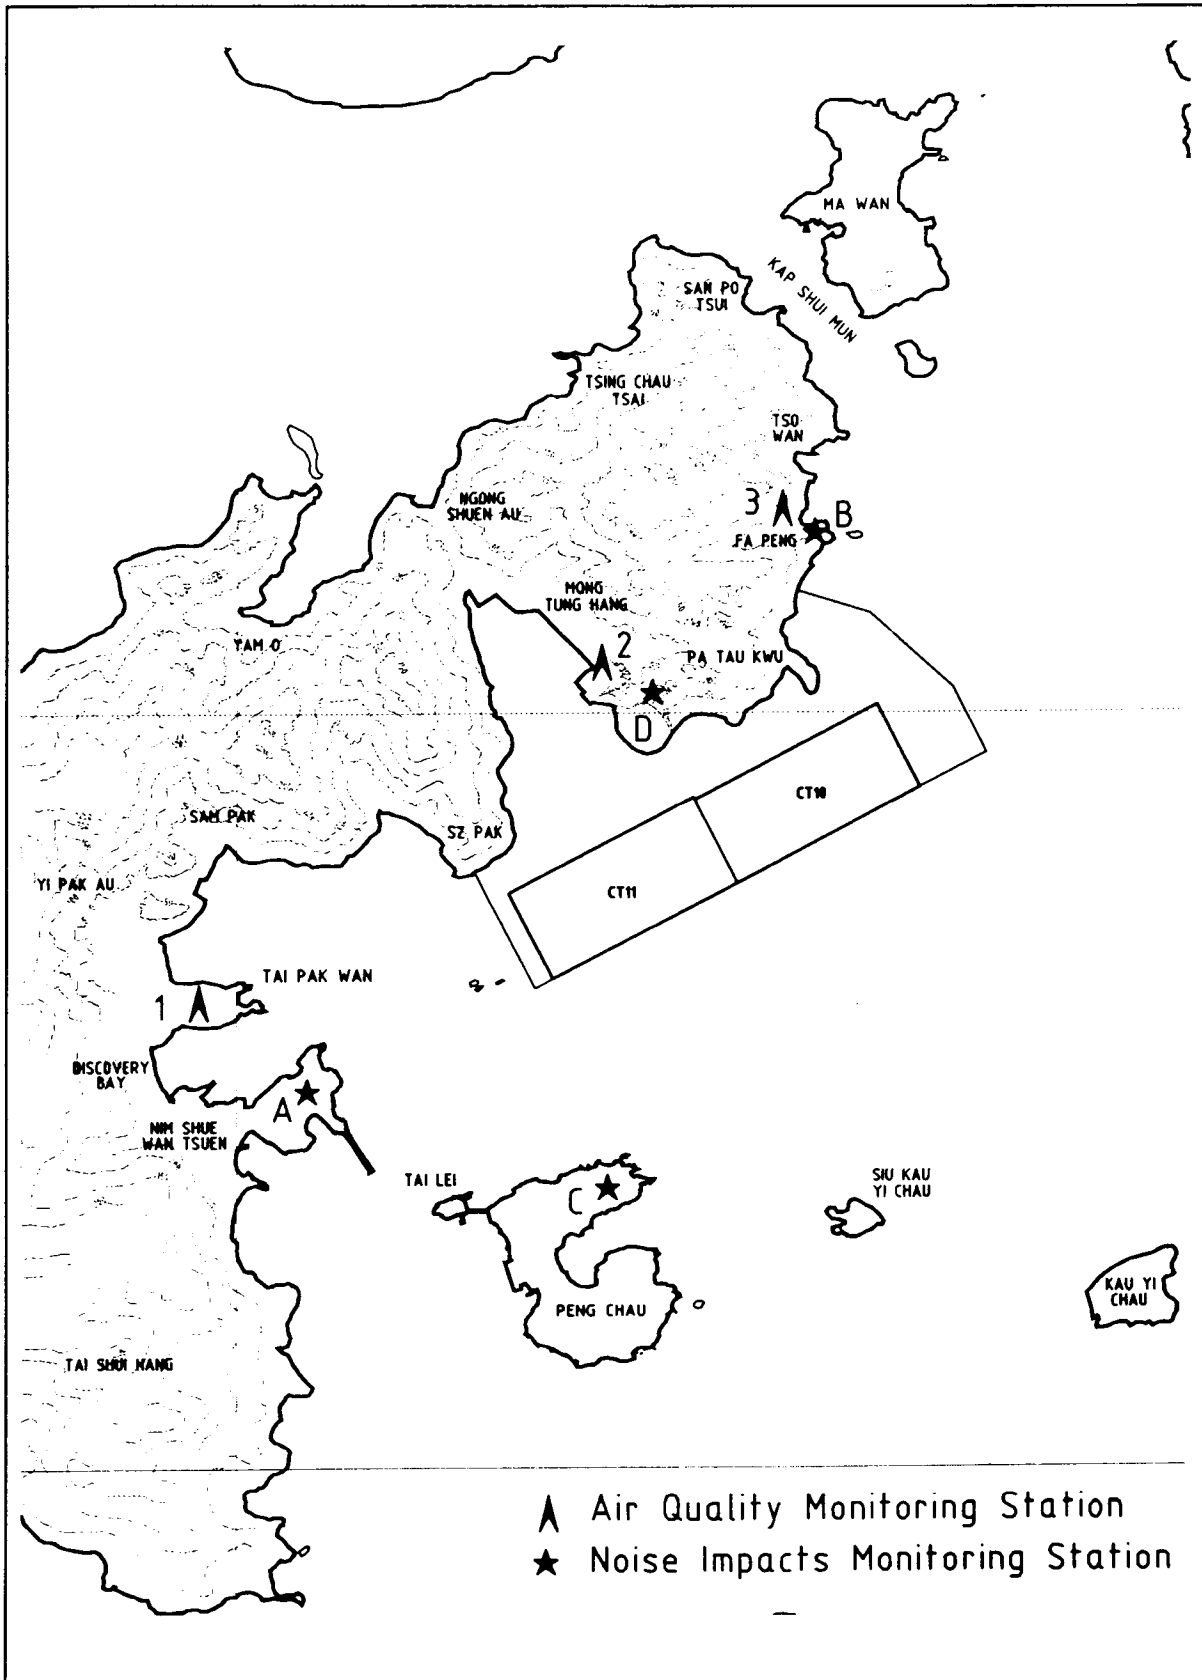 MA WAN
KAP SHUI MUN
SAN PO
TSUI
TSING CHAU
TSAI
TSO
WAN
NGONG
SHUEN AU
3
B
FA PENG
MONG
TUNG HANG
2
YAM O
PA TAU KWU
D
CT10
SAM PAK
SZ PAK
YI PAK AU
CT11
TAI PAK WAN
1
DISCOVERY
BAY
A
NIM SHUE
WAN TSUEN
TAI LEI
C
SIU KAU
YI CHAU
KAU YI
CHAU
PENG CHAU
TAI SHUI HANG
Air Quality Monitoring Station
Noise Impacts Monitoring Station